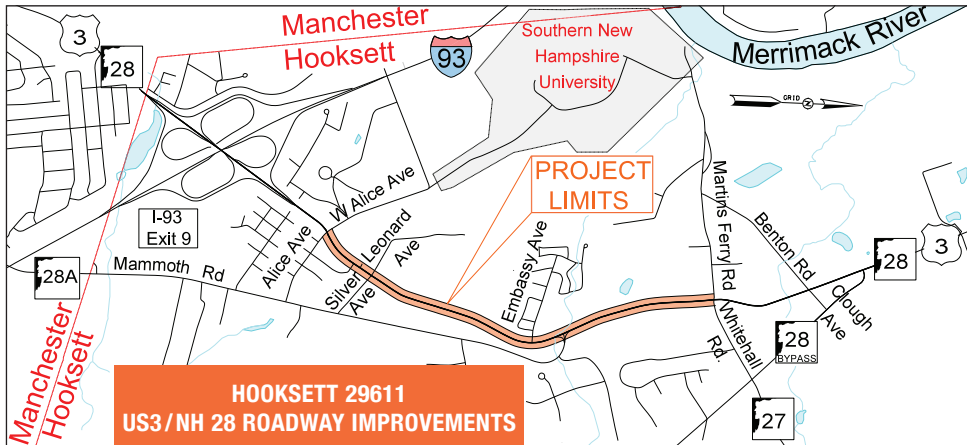 Manchester
Hooksett
3
28
93
Southern New
Hampshire
University
Merrimack River
GRID
N
W Alice Ave
PROJECT
LIMITS
I-93
Exit 9
28A
Mammoth Rd
Alice Ave
Silver
Ave
Leonard
Ave
Embassy Ave
Martins Ferry Rd
Benton Rd
28
3
Clough
Ave
Whitehall
Rd.
28
BYPASS
27
Manchester
Hooksett
HOOKSETT 29611
US3/NH 28 ROADWAY IMPROVEMENTS